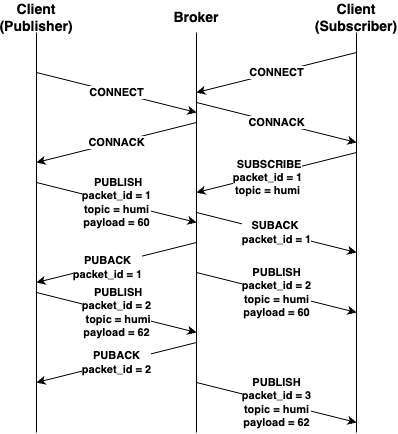 Client
(Publisher)
Broker
Client
(Subscriber)
CONNECT
CONNECT
CONNACK
CONNACK
SUBSCRIBE
packet_id = 1
topic = humi
PUBLISH
packet_id = 1
topic = humi
payload = 60
SUBACK
packet_id = 1
PUBACK
packet_id = 1
PUBLISH
packet_id = 2
topic = humi
payload = 60
PUBLISH
packet_id = 2
topic = humi
payload = 62
PUBACK
packet_id = 2
PUBLISH
packet_id = 3
topic = humi
payload = 62